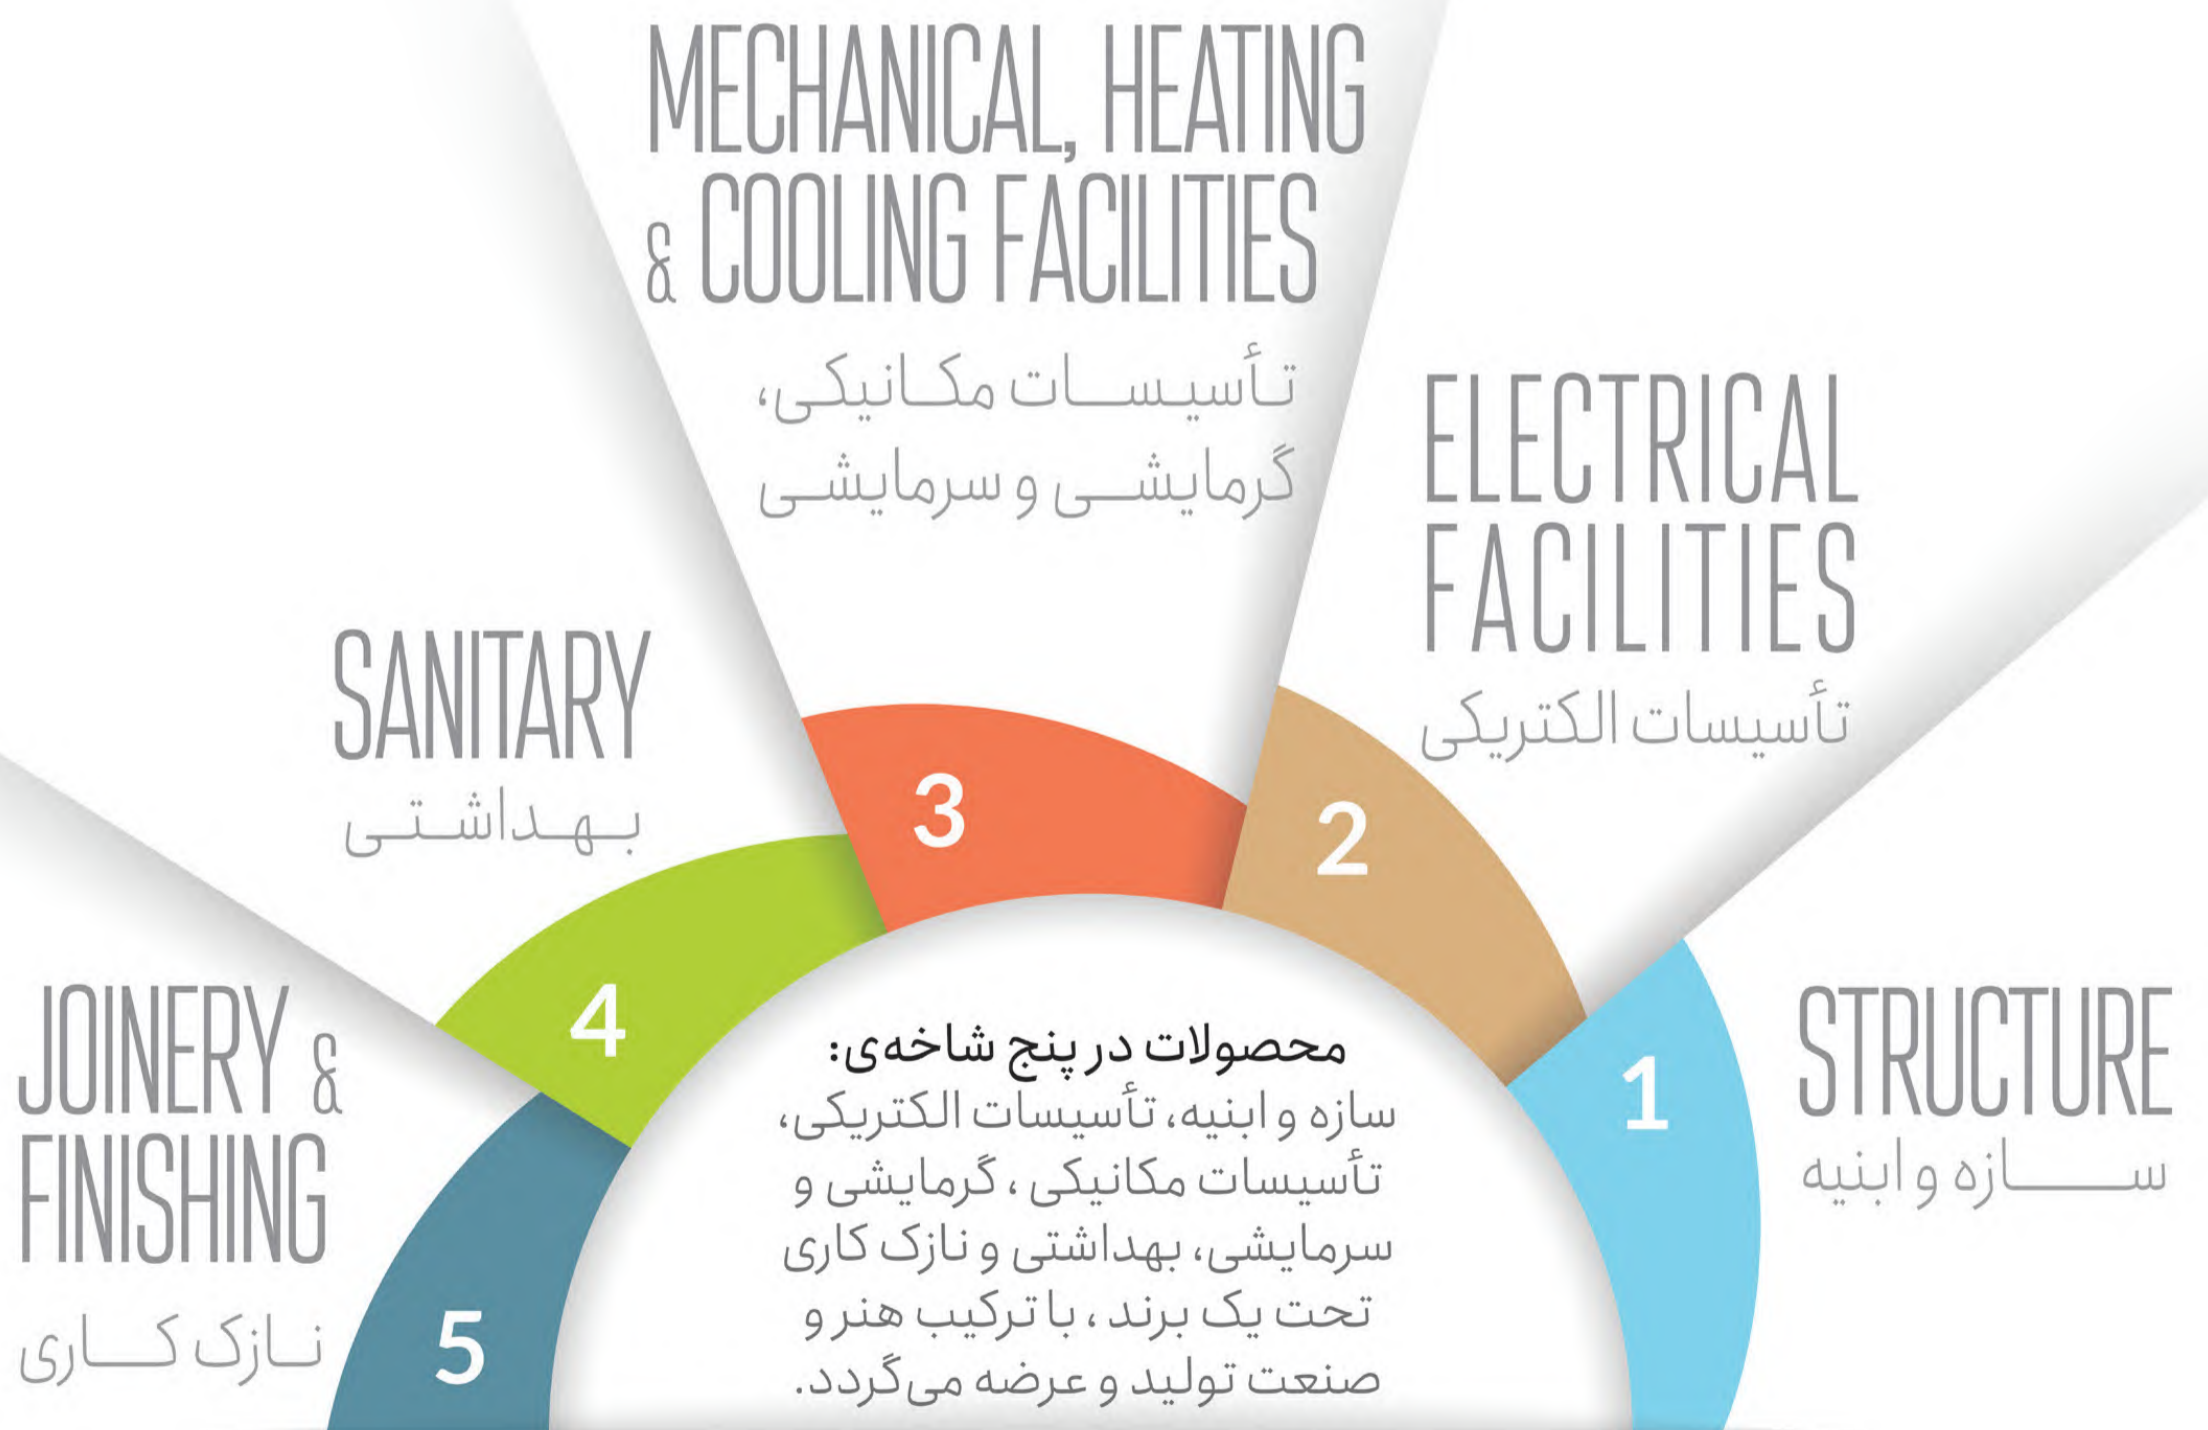 MECHANICAL, HEATING
& COOLING FACILITIES
تأسیسات مکانیکی،
گرمایشی و سرمایشی
ELECTRICAL
FACILITIES
تأسیسات الکتریکی
SANITARY
بهداشتی
JOINERY &
FINISHING
نازک کاری
STRUCTURE
سازه و ابنیه
3
2
4
1
5
محصولات در پنج شاخه‌ی:
سازه و ابنیه، تأسیسات الکتریکی،
تأسیسات مکانیکی ، گرمایشی و
سرمایشی، بهداشتی و نازک کاری
تحت یک برند ، با ترکیب هنر و
صنعت تولید و عرضه می‌گردد.